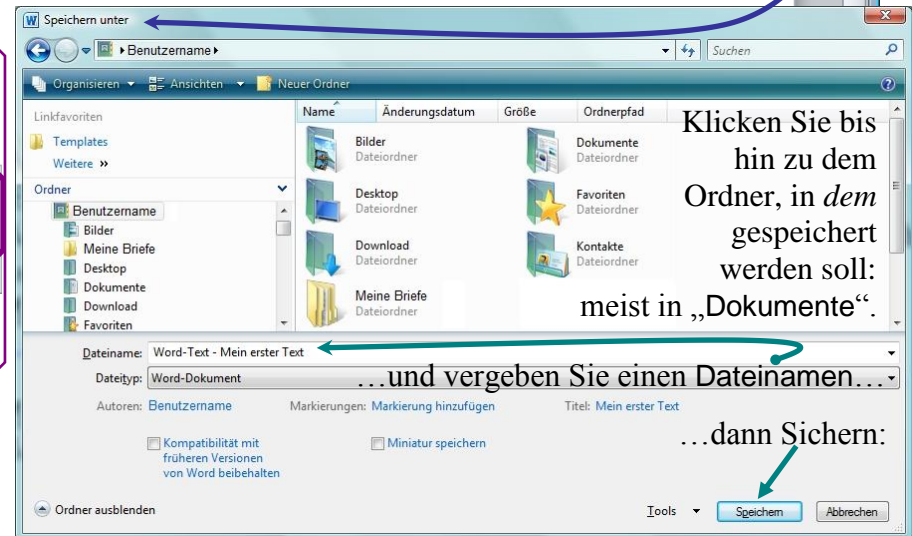 Speichern unter
Benutzername
Suchen
Organisieren Ansichten Neuer Ordner
Linkfavoriten
Templates
Weitere »
Ordner
Benutzername
Bilder
Meine Briefe
Desktop
Dokumente
Download
Favoriten
Name Änderungsdatum Größe Ordnerpfad
Bilder
Dateiordner
Dokumente
Dateiordner
Desktop
Dateiordner
Favoriten
Dateiordner
Download
Dateiordner
Kontakte
Dateiordner
Meine Briefe
Dateiordner
Klicken Sie bis
hin zu dem
Ordner, in dem
gespeichert
werden soll:
meist in „Dokumente“.
Dateiname: Word-Text - Mein erster Text
Dateityp: Word-Dokument
…und vergeben Sie einen Dateinamen…
Autoren: Benutzername Markierungen: Markierung hinzufügen Titel: Mein erster Text
Kompatibilität mit
früheren Versionen
von Word beibehalten
Miniatur speichern
…dann Sichern:
Ordner ausblenden
Tools Speichern Abbrechen